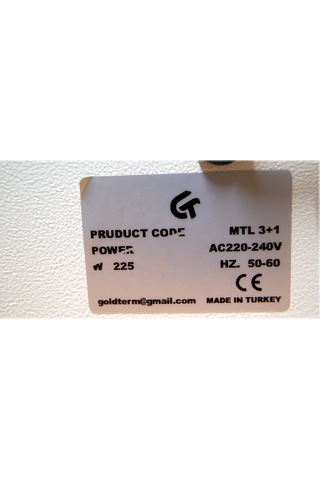 PRUDUCT CODE MTL 3+1
POWER AC220-240V
W 225 HZ. 50-60
CE
goldterm@gmail.com MADE IN TURKEY